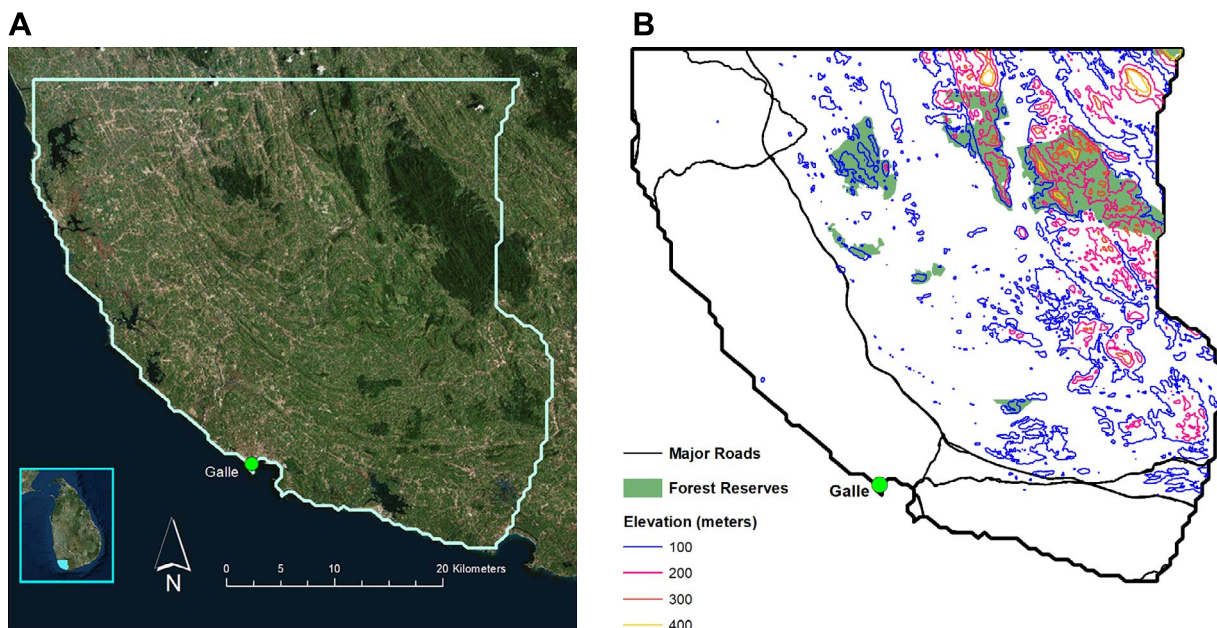 A
B
Galle
N
0 5 10 20 Kilometers
Major Roads
Forest Reserves
Galle
Elevation (meters)
100
200
300
400